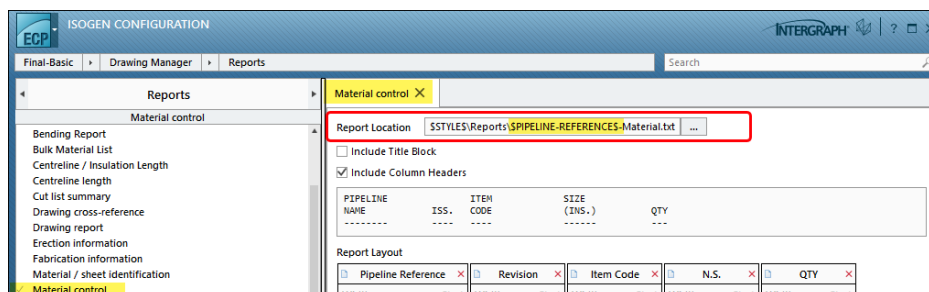 ISOGEN CONFIGURATION
ECP
INTERGRAPH
?
Final-Basic
Drawing Manager
Reports
Search
Reports
Material control
Bending Report
Bulk Material List
Centreline / Insulation Length
Centreline length
Cut list summary
Drawing cross-reference
Drawing report
Erection information
Fabrication information
Material / sheet identification
Material control
Material control
Report Location $STYLE$\Reports\$PIPELINE-REFERENCE$-Material.txt ...
Include Title Block
Include Column Headers
PIPELINE ITEM SIZE
NAME ISS. CODE (INS.) QTY
-------- ---- ---- ------ ---
Report Layout
Pipeline Reference Revision Item Code N.S. QTY